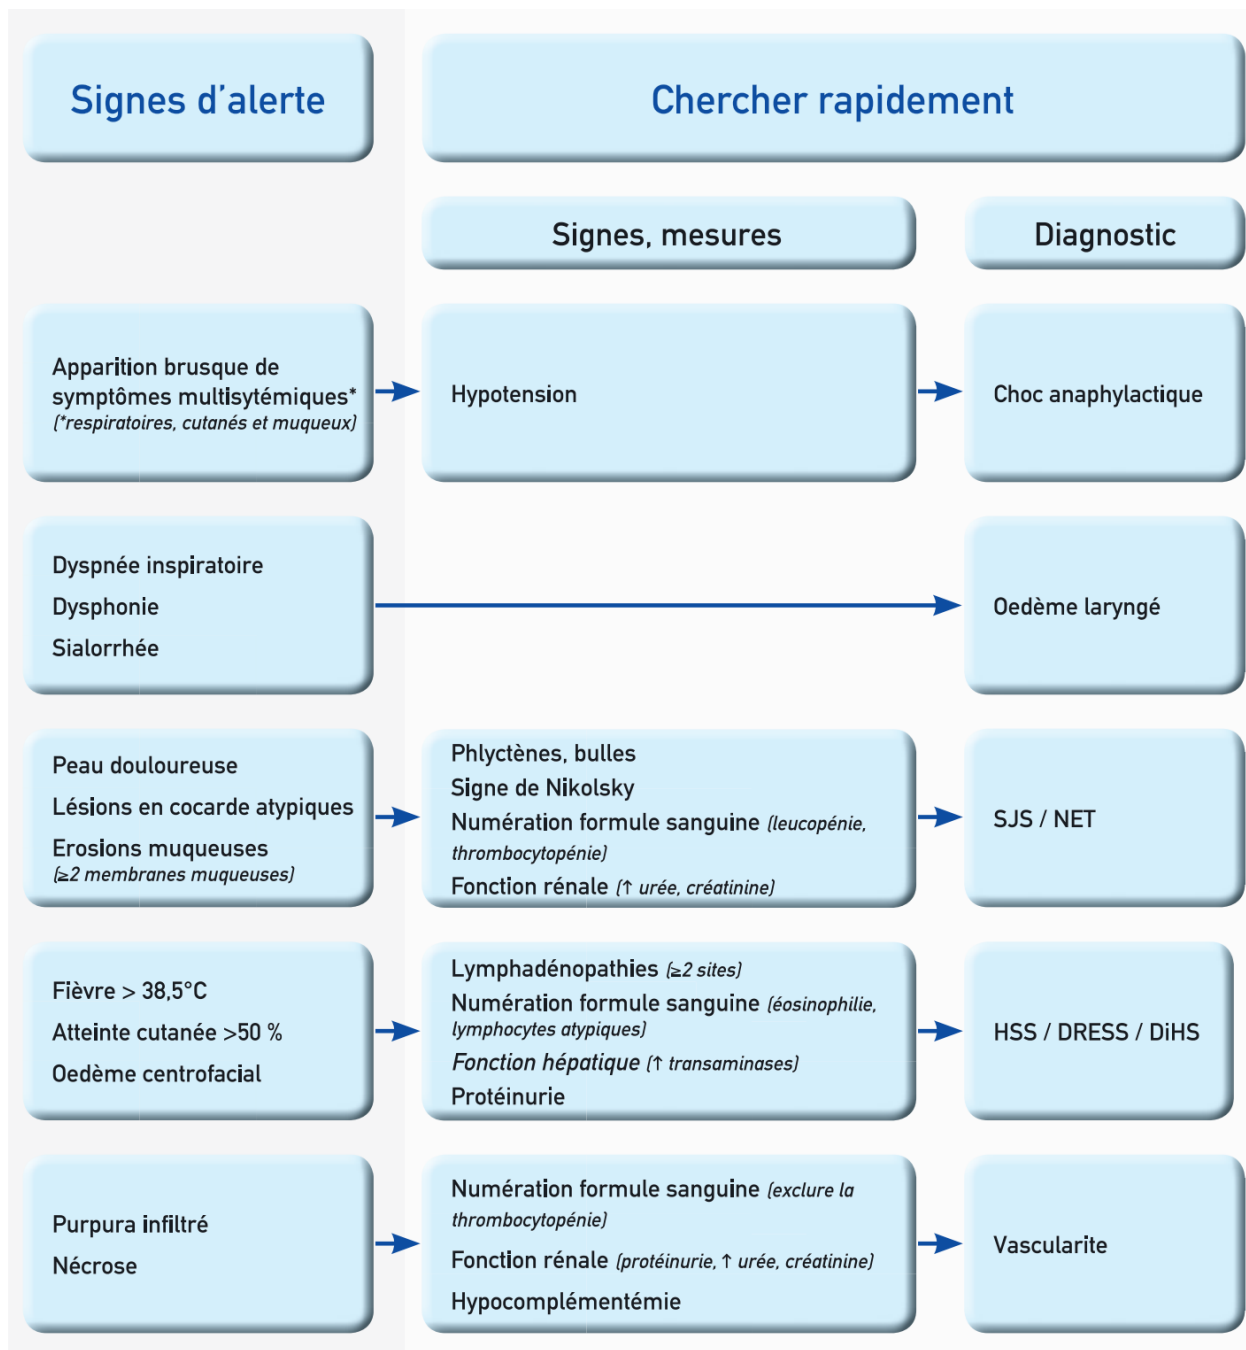 Signes d'alerte
Chercher rapidement
Signes, mesures
Diagnostic
Apparition brusque de
symptômes multisytémiques*
(*respiratoires, cutanés et muqueux)
Hypotension
Choc anaphylactique
Dyspnée inspiratoire
Dysphonie
Sialorrhée
Oedème laryngé
Peau douloureuse
Lésions en cocarde atypiques
Erosions muqueuses
(≥2 membranes muqueuses)
Phlyctènes, bulles
Signe de Nikolsky
Numération formule sanguine (leucopénie,
thrombocytopénie)
Fonction rénale (↑ urée, créatinine)
SJS / NET
Fièvre > 38,5°C
Atteinte cutanée >50 %
Oedème centrofacial
Lymphadénopathies (≥2 sites)
Numération formule sanguine (éosinophilie,
lymphocytes atypiques)
Fonction hépatique (↑ transaminases)
Protéinurie
HSS / DRESS / DiHS
Purpura infiltré
Nécrose
Numération formule sanguine (exclure la
thrombocytopénie)
Fonction rénale (protéinurie, ↑ urée, créatinine)
Hypocomplémentémie
Vascularite